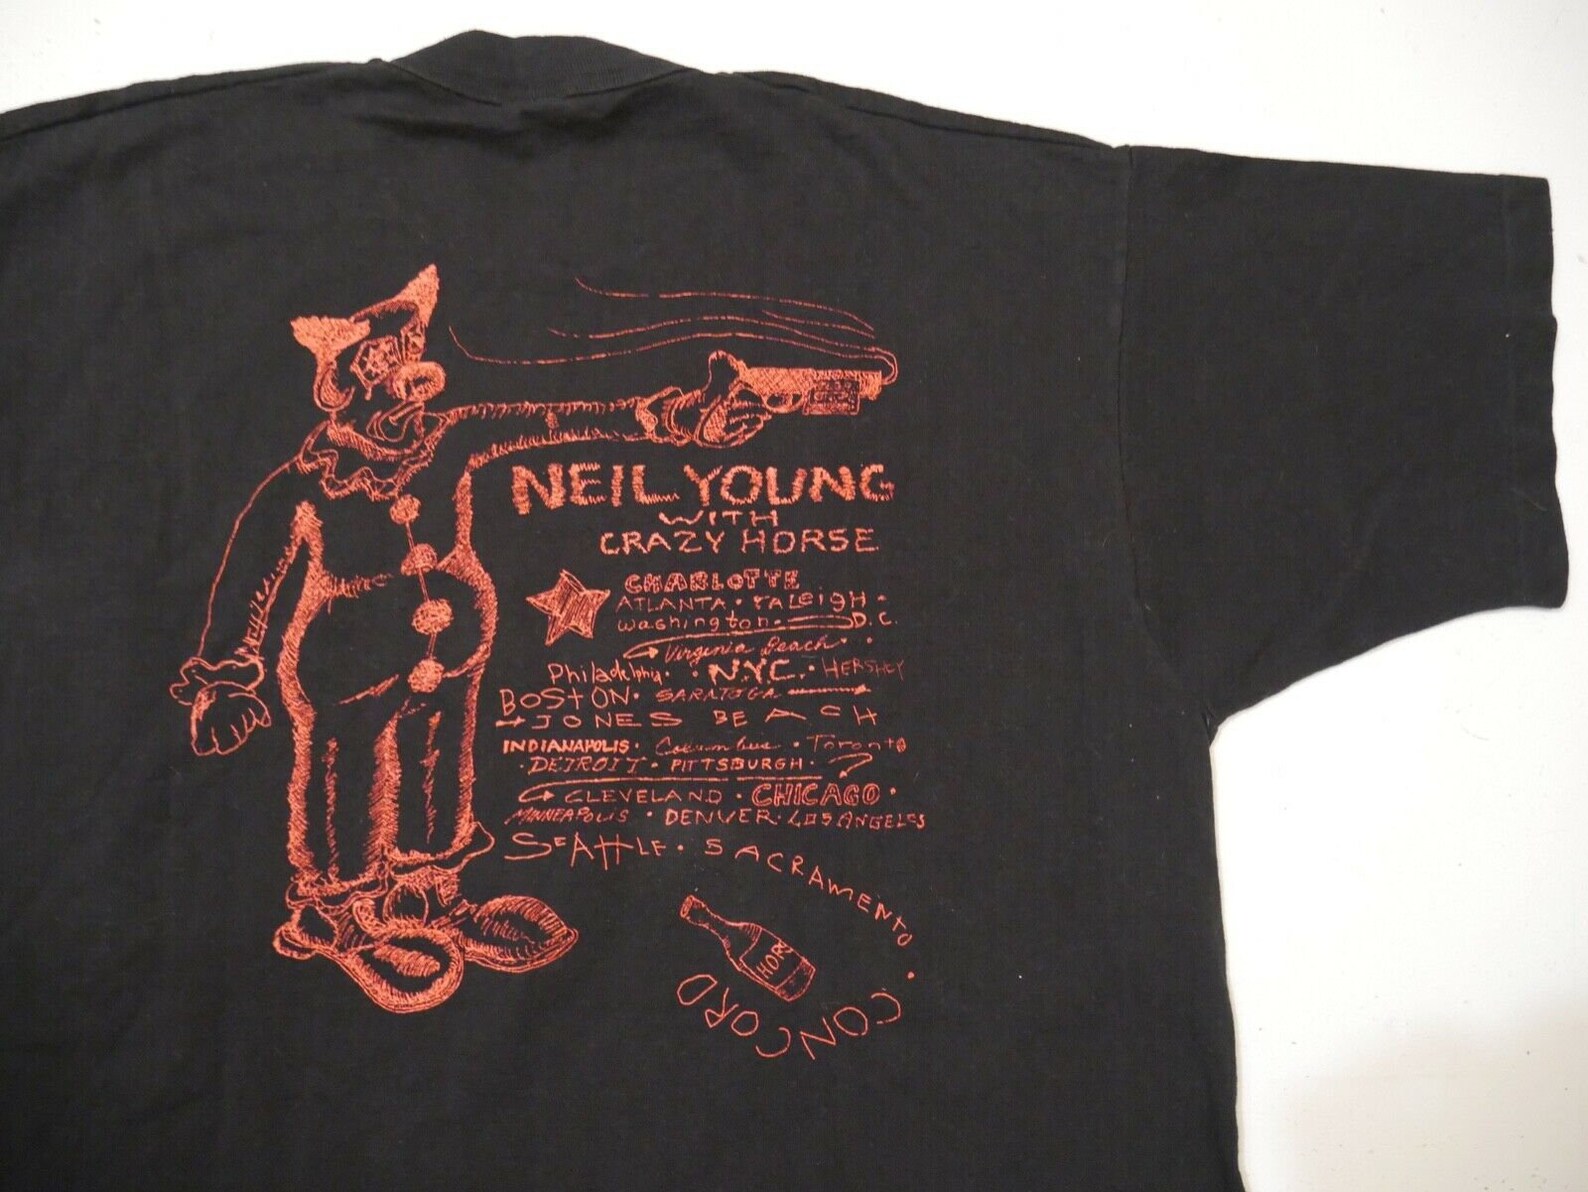 NEIL YOUNG
WITH
CRAZY HORSE
CHARLOTTE
ATLANTA • raLeigH •
washington • D.C.
Virginia Beach • •
Philadelphia • • N.Y.C. • HERSHEY
BOStON • SARATOGA
JONES BEACH
INDIANAPOLIS • Columbus • Toronto
• DETROIT • PITTSBURGH •
CLEVELAND • CHICAGO •
MINNEAPOLIS • DENVER • LOS ANGELES
SEAttLE • SACRAMENTO •
CONCORD
HOR